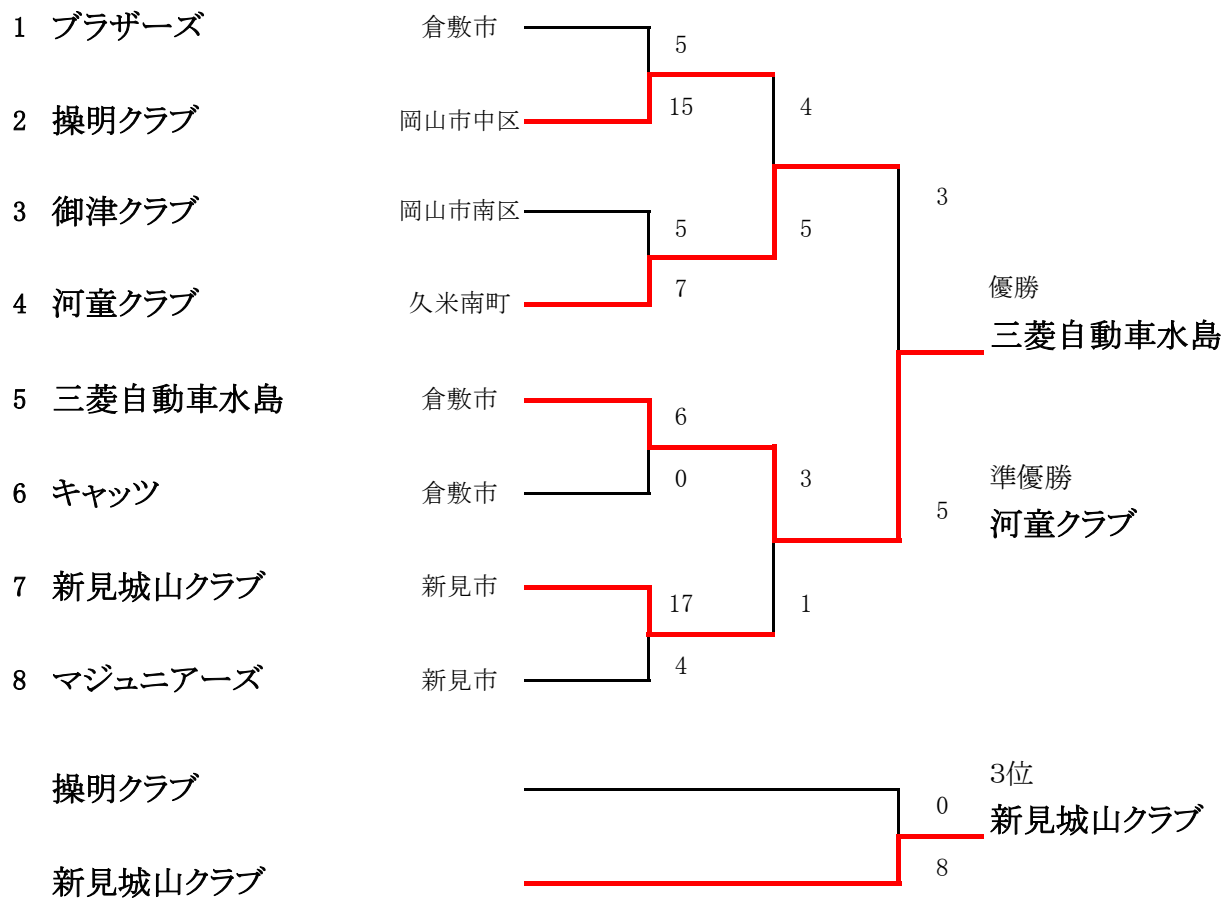 1 ブラザーズ 倉敷市
5
2 操明クラブ 岡山市中区 15 4
3 御津クラブ 岡山市南区 3
5 5
4 河童クラブ 久米南町 7
優勝
三菱自動車水島
5 三菱自動車水島 倉敷市
6
6 キャッツ 倉敷市 0 3
準優勝
5 河童クラブ
7 新見城山クラブ 新見市
17 1
8 マジュニアーズ 新見市 4
3位
操明クラブ 0
新見城山クラブ
新見城山クラブ 8